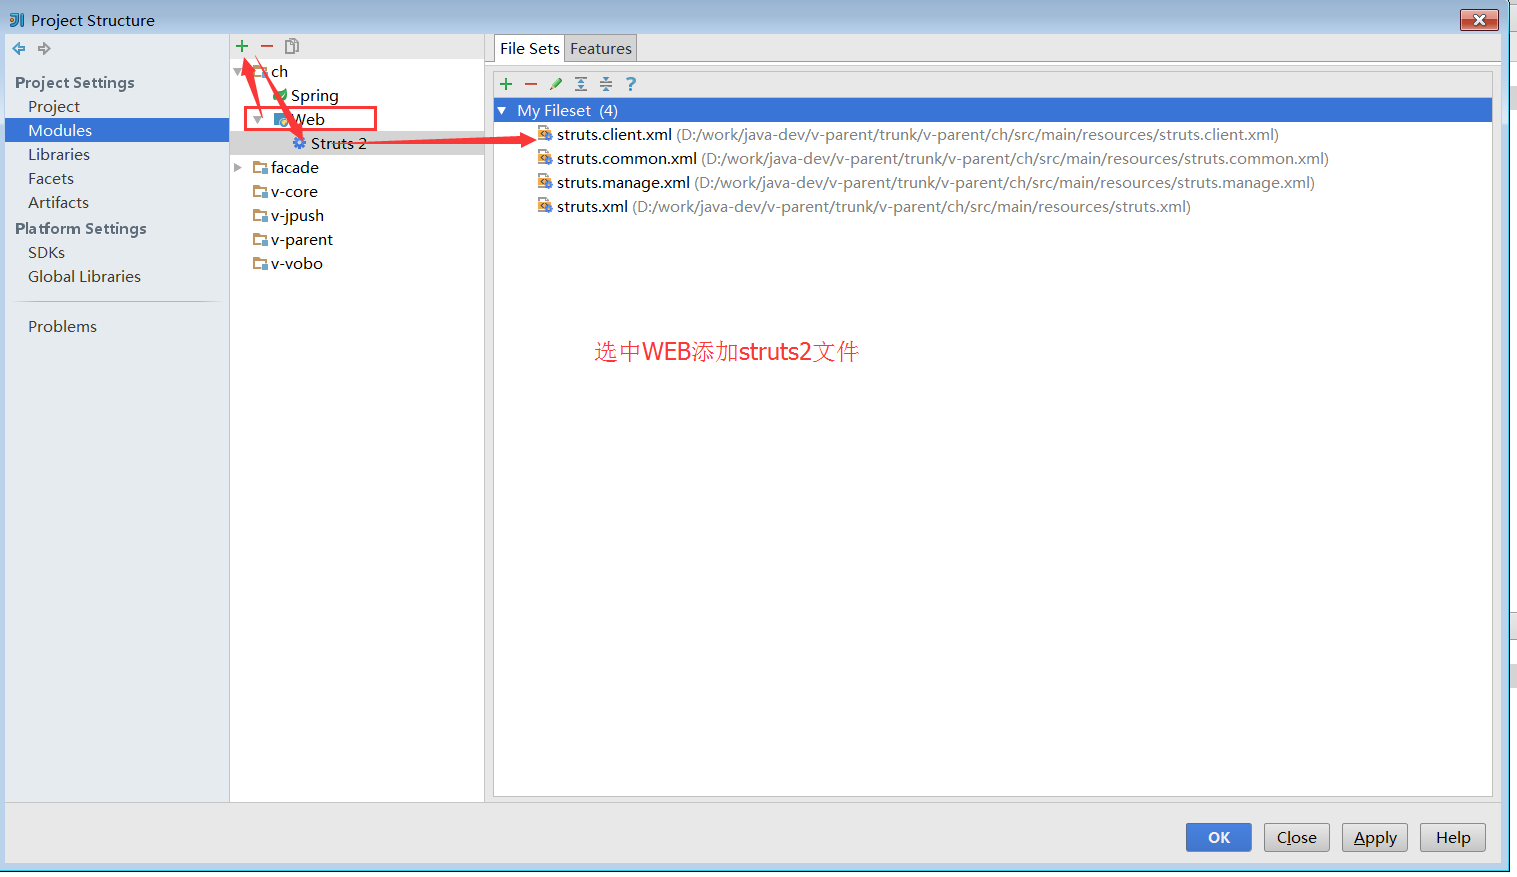 Project Structure
Project Settings
Project
Modules
Libraries
Facets
Artifacts
Platform Settings
SDKs
Global Libraries
Problems
ch
Spring
Web
Struts 2
facade
v-core
v-jpush
v-parent
v-vobo
File Sets
Features
My Fileset (4)
struts.client.xml (D:/work/java-dev/v-parent/trunk/v-parent/ch/src/main/resources/struts.client.xml)
struts.common.xml (D:/work/java-dev/v-parent/trunk/v-parent/ch/src/main/resources/struts.common.xml)
struts.manage.xml (D:/work/java-dev/v-parent/trunk/v-parent/ch/src/main/resources/struts.manage.xml)
struts.xml (D:/work/java-dev/v-parent/trunk/v-parent/ch/src/main/resources/struts.xml)
选中WEB添加struts2文件
OK
Close
Apply
Help